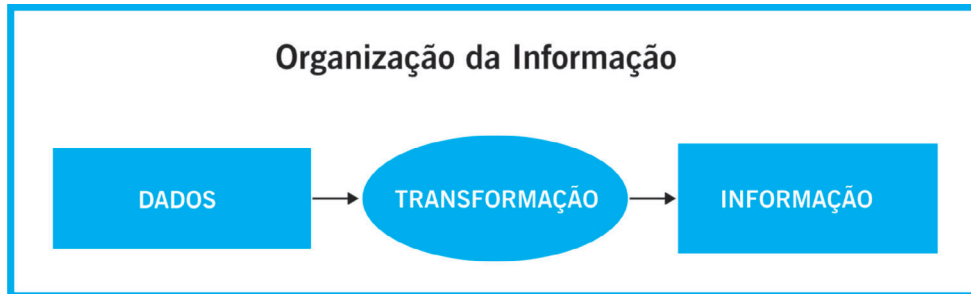 Organização da Informação
DADOS
TRANSFORMAÇÃO
INFORMAÇÃO